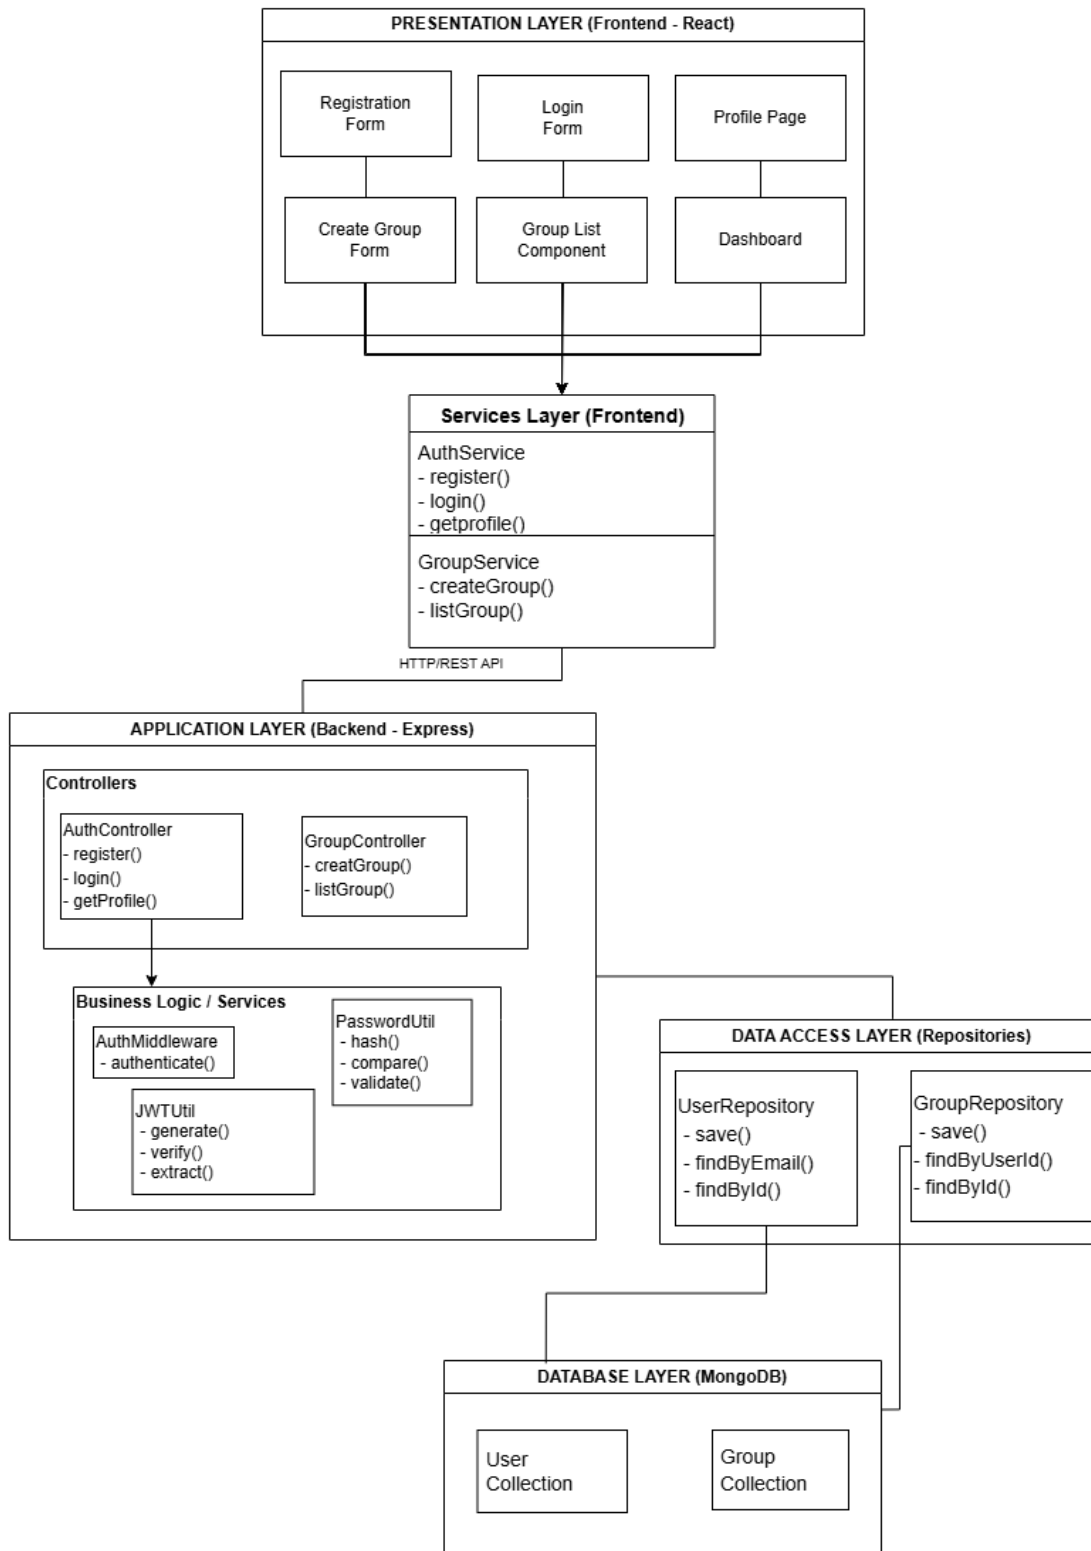 PRESENTATION LAYER (Frontend - React)
Registration
Form
Login
Form
Profile Page
Create Group
Form
Group List
Component
Dashboard
Services Layer (Frontend)
AuthService
- register()
- login()
- getprofile()
GroupService
- createGroup()
- listGroup()
HTTP/REST API
APPLICATION LAYER (Backend - Express)
Controllers
AuthController
- register()
- login()
- getProfile()
GroupController
- creatGroup()
- listGroup()
Business Logic / Services
AuthMiddleware
- authenticate()
PasswordUtil
- hash()
- compare()
- validate()
JWTUtil
- generate()
- verify()
- extract()
DATA ACCESS LAYER (Repositories)
UserRepository
- save()
- findByEmail()
- findById()
GroupRepository
- save()
- findByUserId()
- findById()
DATABASE LAYER (MongoDB)
User
Collection
Group
Collection